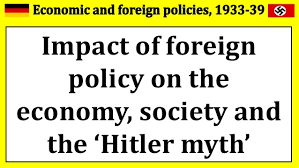 Economic and foreign policies, 1933-39
Impact of foreign
policy on the
economy, society and
the ‘Hitler myth’